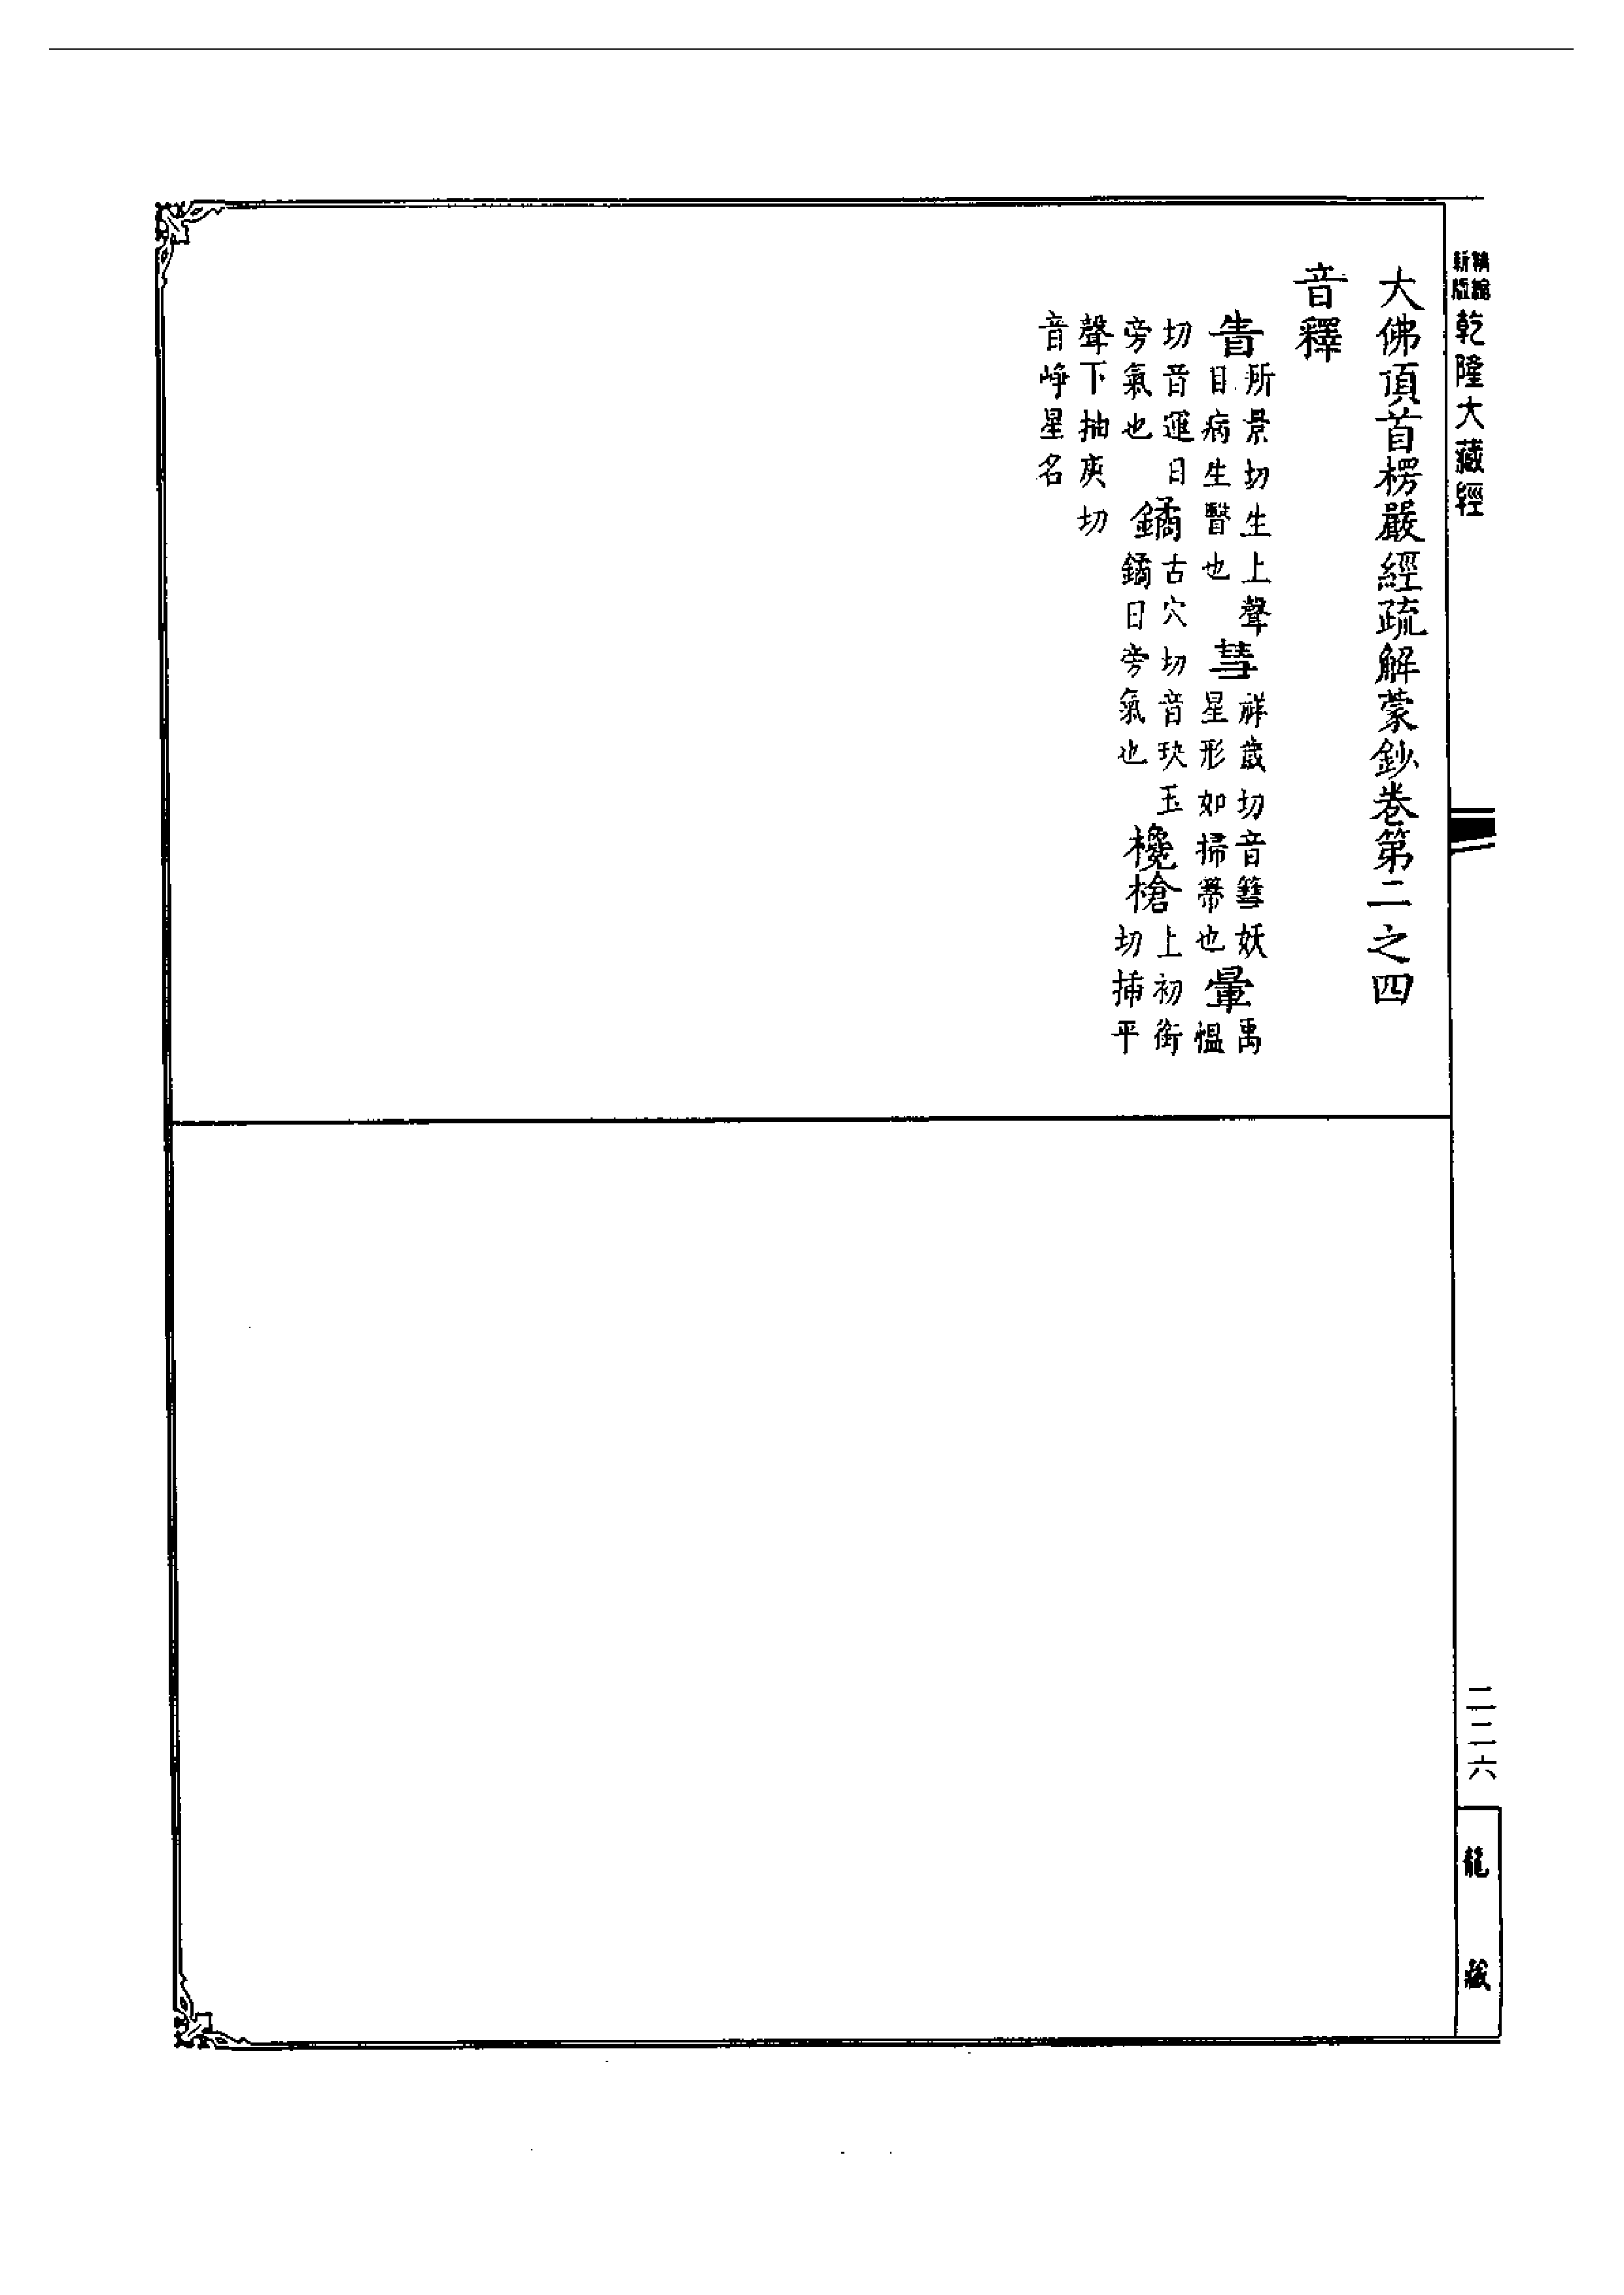 新版
乾隆大藏經
大佛頂首楞嚴經疏解蒙鈔卷第二之四
音釋
眚所景切生上聲目病生瞖也彗祥歲切音篲妖星形如掃帚也暈禹愠
切音運日旁氣也鐍古穴切音玦玉鐍日旁氣也欃槍上初銜切插平
聲下抽庚切音峥星名
二二六
龍藏